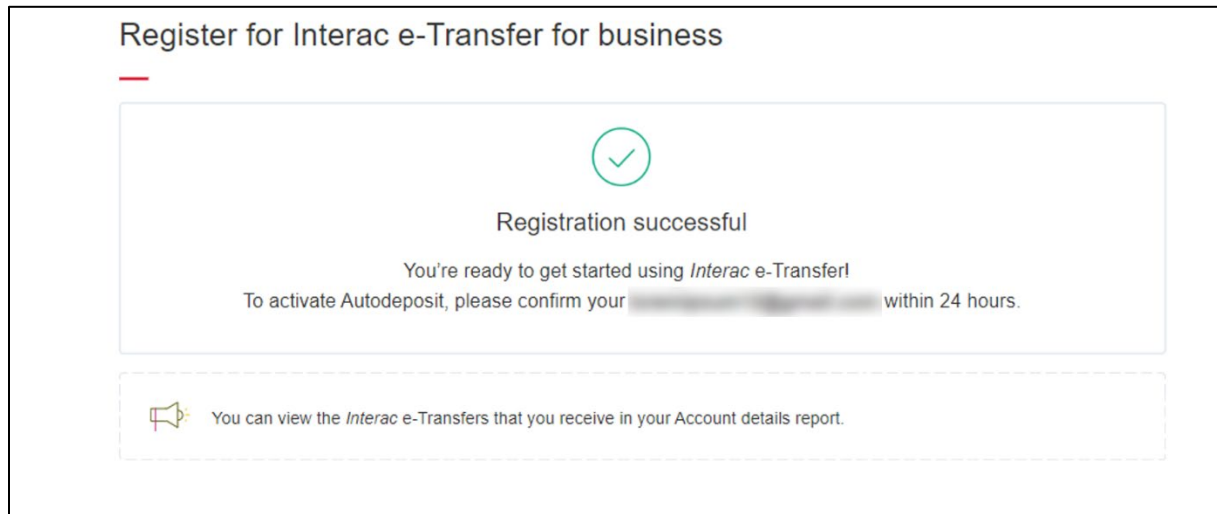 Register for Interac e-Transfer for business
Registration successful
You're ready to get started using Interac e-Transfer!
To activate Autodeposit, please confirm your within 24 hours.
You can view the Interac e-Transfers that you receive in your Account details report.